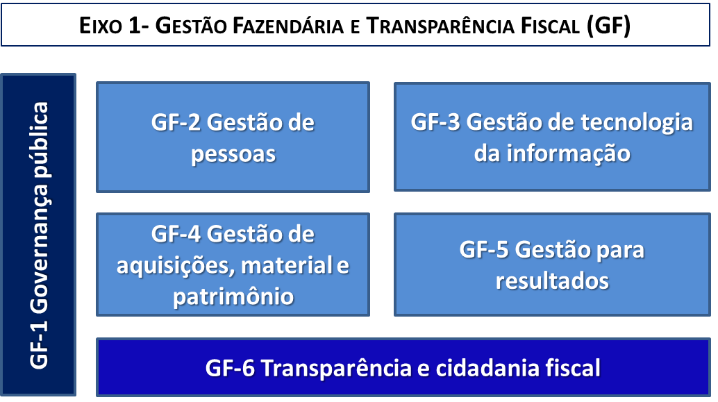 EIXO 1- GESTÃO FAZENDÁRIA E TRANSPARÊNCIA FISCAL (GF)
GF-1 Governança pública
GF-2 Gestão de
pessoas
GF-3 Gestão de tecnologia
da informação
GF-4 Gestão de
aquisições, material e
patrimônio
GF-5 Gestão para
resultados
GF-6 Transparência e cidadania fiscal